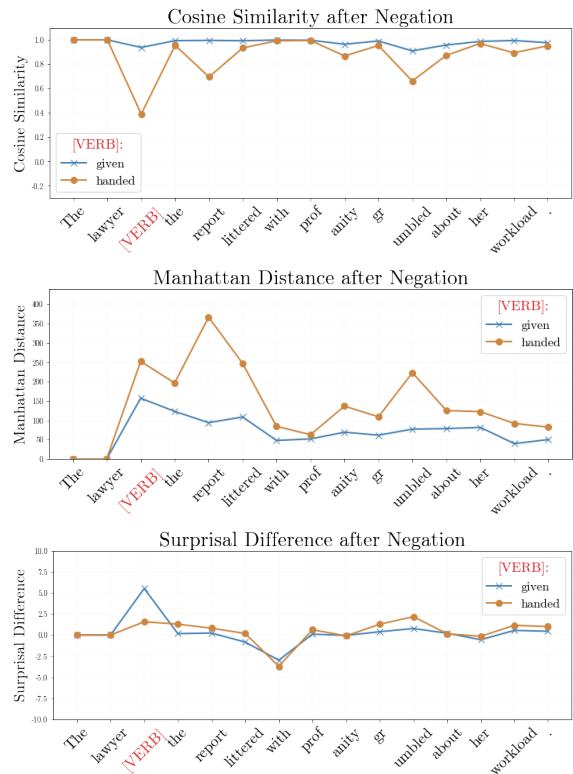 Cosine Similarity after Negation
Cosine Similarity
1.0
0.8
0.6
0.4
0.2
0.0
-0.2
[VERB]:
given
handed
The
lawyer
[VERB]
the
report
littered
with
prof
anity
gr
umbled
about
her
workload
.
Manhattan Distance after Negation
Manhattan Distance
400
350
300
250
200
150
100
50
0
[VERB]:
given
handed
The
lawyer
[VERB]
the
report
littered
with
prof
anity
gr
umbled
about
her
workload
.
Surprisal Difference after Negation
Surprisal Difference
10.0
7.5
5.0
2.5
0.0
-2.5
-5.0
-7.5
-10.0
[VERB]:
given
handed
The
lawyer
[VERB]
the
report
littered
with
prof
anity
gr
umbled
about
her
workload
.